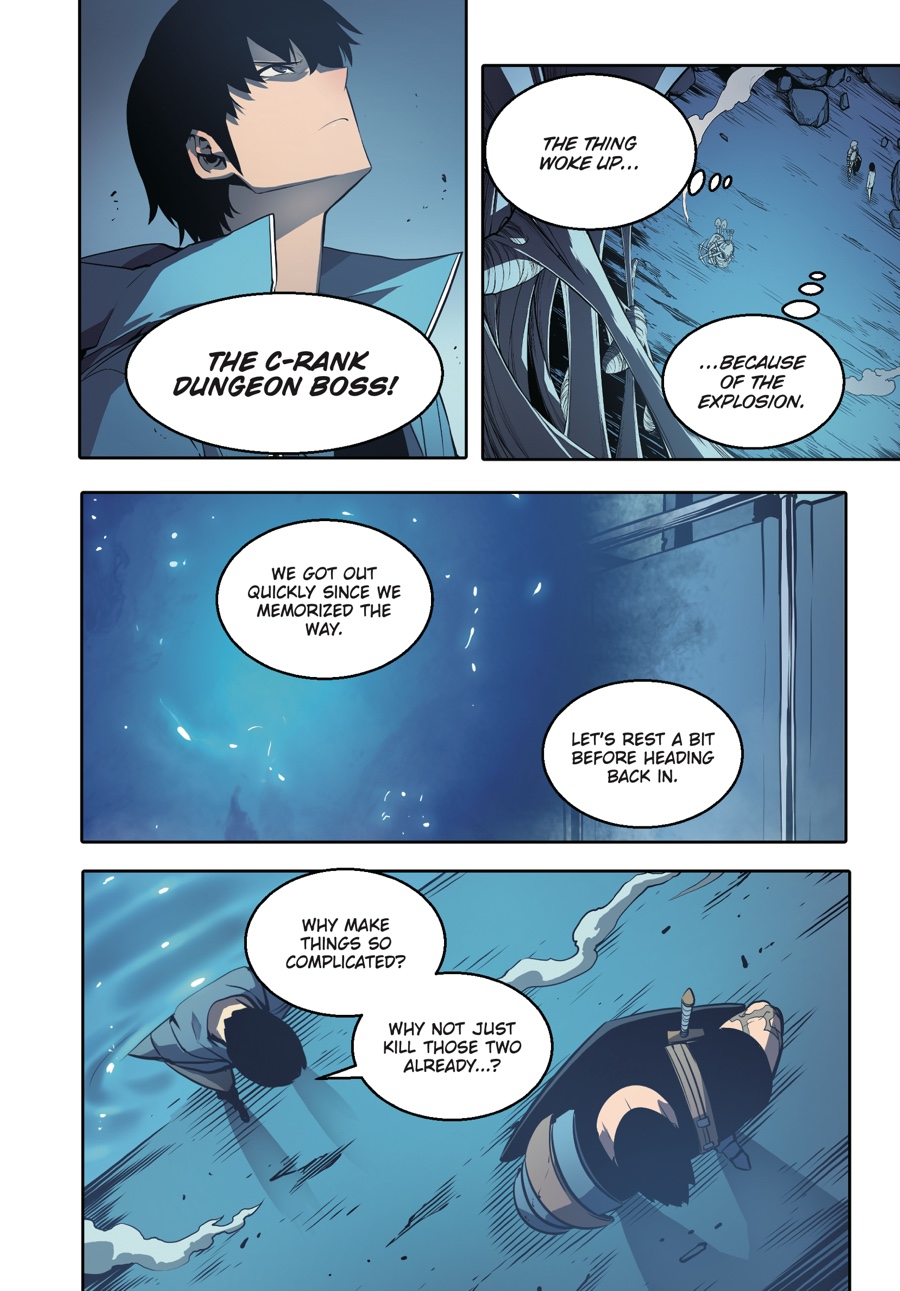 THE C-RANK
DUNGEON BOSS!
THE THING
WOKE UP...
...BECAUSE
OF THE
EXPLOSION.
WE GOT OUT
QUICKLY SINCE WE
MEMORIZED THE
WAY.
LET'S REST A BIT
BEFORE HEADING
BACK IN.
WHY MAKE
THINGS SO
COMPLICATED?
WHY NOT JUST
KILL THOSE TWO
ALREADY...?